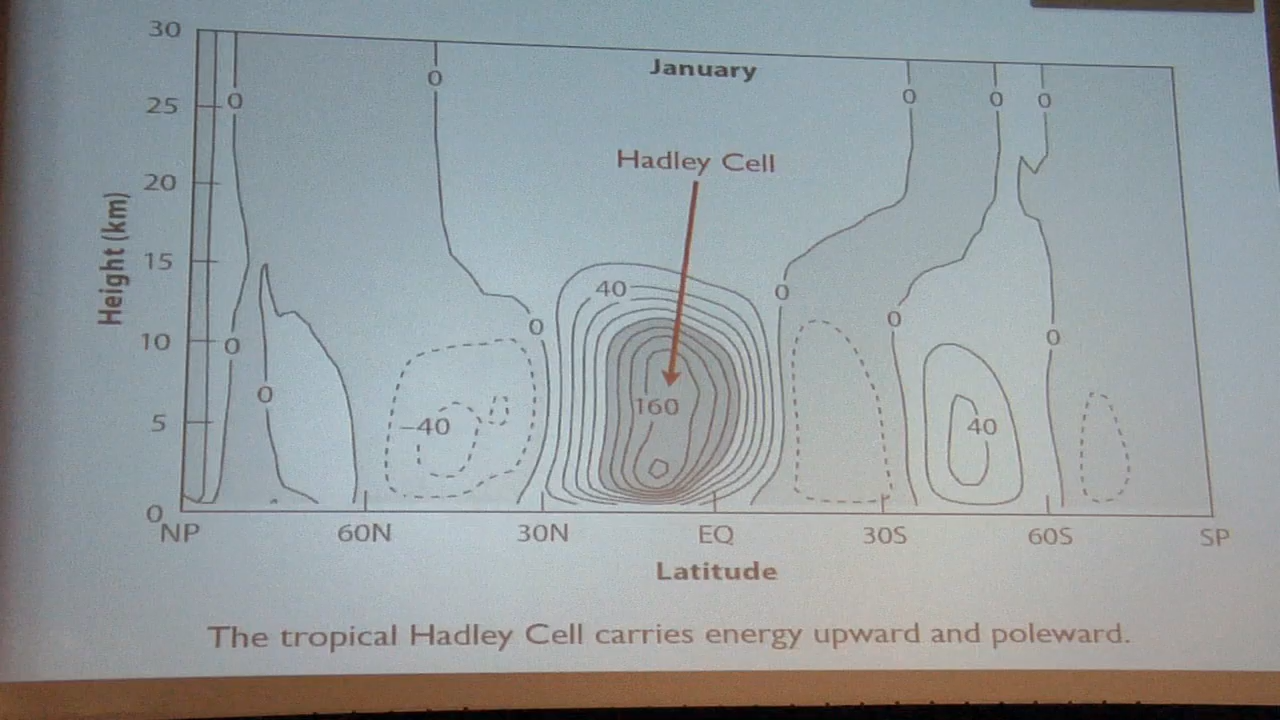 30
January
0
0
0
0
0
25
Hadley Cell
20
Height (km)
15
40
0
0
0
0
0
10
0
160
5
-40
40
0
NP
60N
30N
EQ
30S
60S
SP
Latitude
The tropical Hadley Cell carries energy upward and poleward.